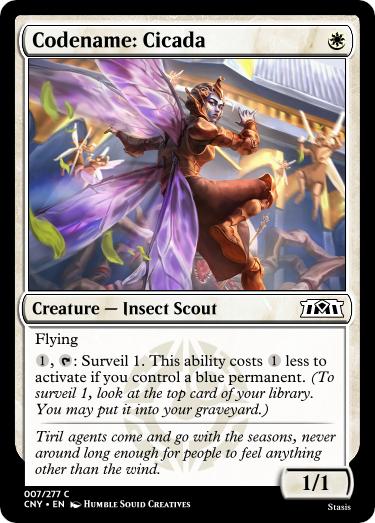 Codename: Cicada
Creature — Insect Scout
Flying
1, : Surveil 1. This ability costs 1 less to
activate if you control a blue permanent. (To
surveil 1, look at the top card of your library.
You may put it into your graveyard.)
Tiril agents come and go with the seasons, never
around long enough for people to feel anything
other than the wind.
1/1
007/277 C
CNY • EN Humble Squid Creatives
Stasis